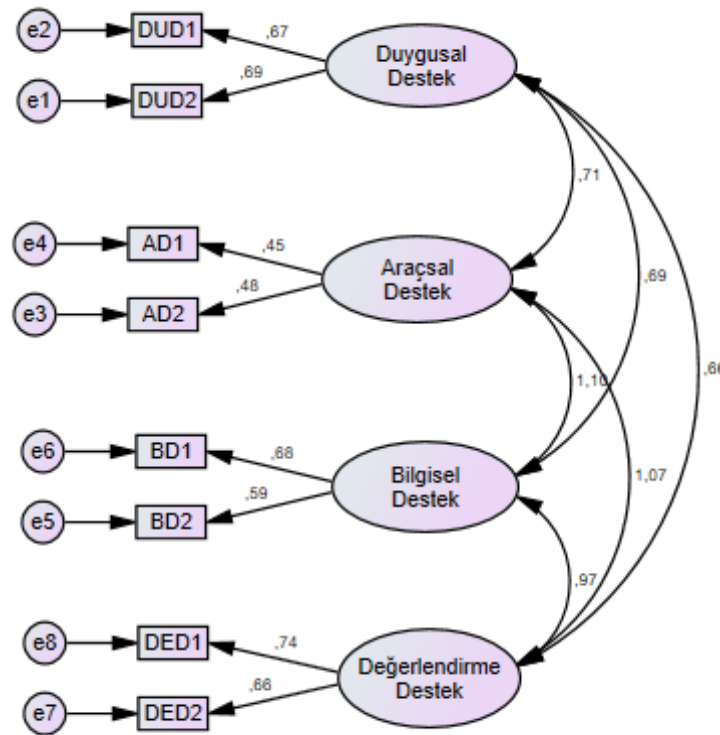 e2
DUD1
,67
Duygusal
Destek
e1
DUD2
,69
,71
e4
AD1
,45
Araçsal
Destek
e3
AD2
,48
,69
,66
1,10
e6
BD1
,68
Bilgisel
Destek
e5
BD2
,59
1,07
,97
e8
DED1
,74
Değerlendirme
Destek
e7
DED2
,66